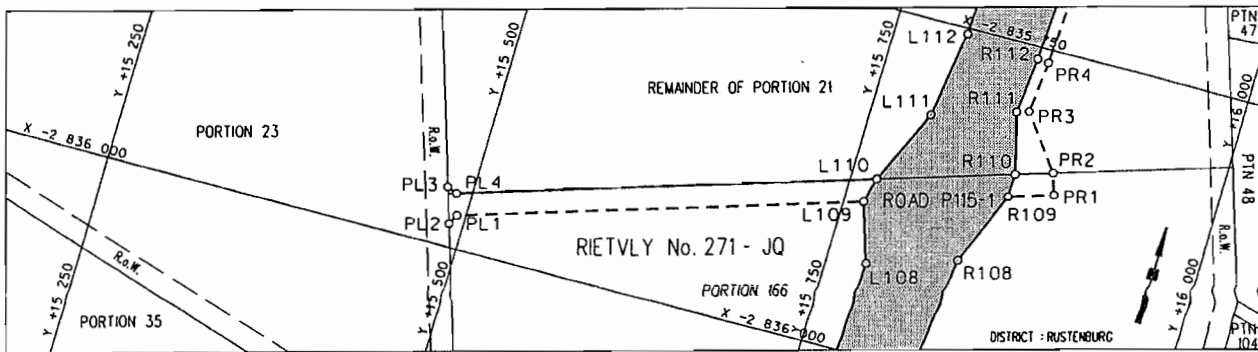 PTN
47
Y +15 250
Y +15 500
Y +15 750
X -2 835 750
L112
R112
PR4
REMAINDER OF PORTION 21
L111
R111
PR3
Y +16 000
PORTION 23
R.o.W.
X -2 836 000
L110
R110
PR2
PTN 48
PL3
PL4
L109
ROAD P115-1
PR1
R109
PL2
PL1
RIETVLY No. 271 - JQ
R.o.W.
R.o.W.
L108
R108
PORTION 166
Y +15 250
Y +15 500
Y +15 750
Y +16 000
X -2 836 000
N
PORTION 35
DISTRICT : RUSTENBURG
PTN
104